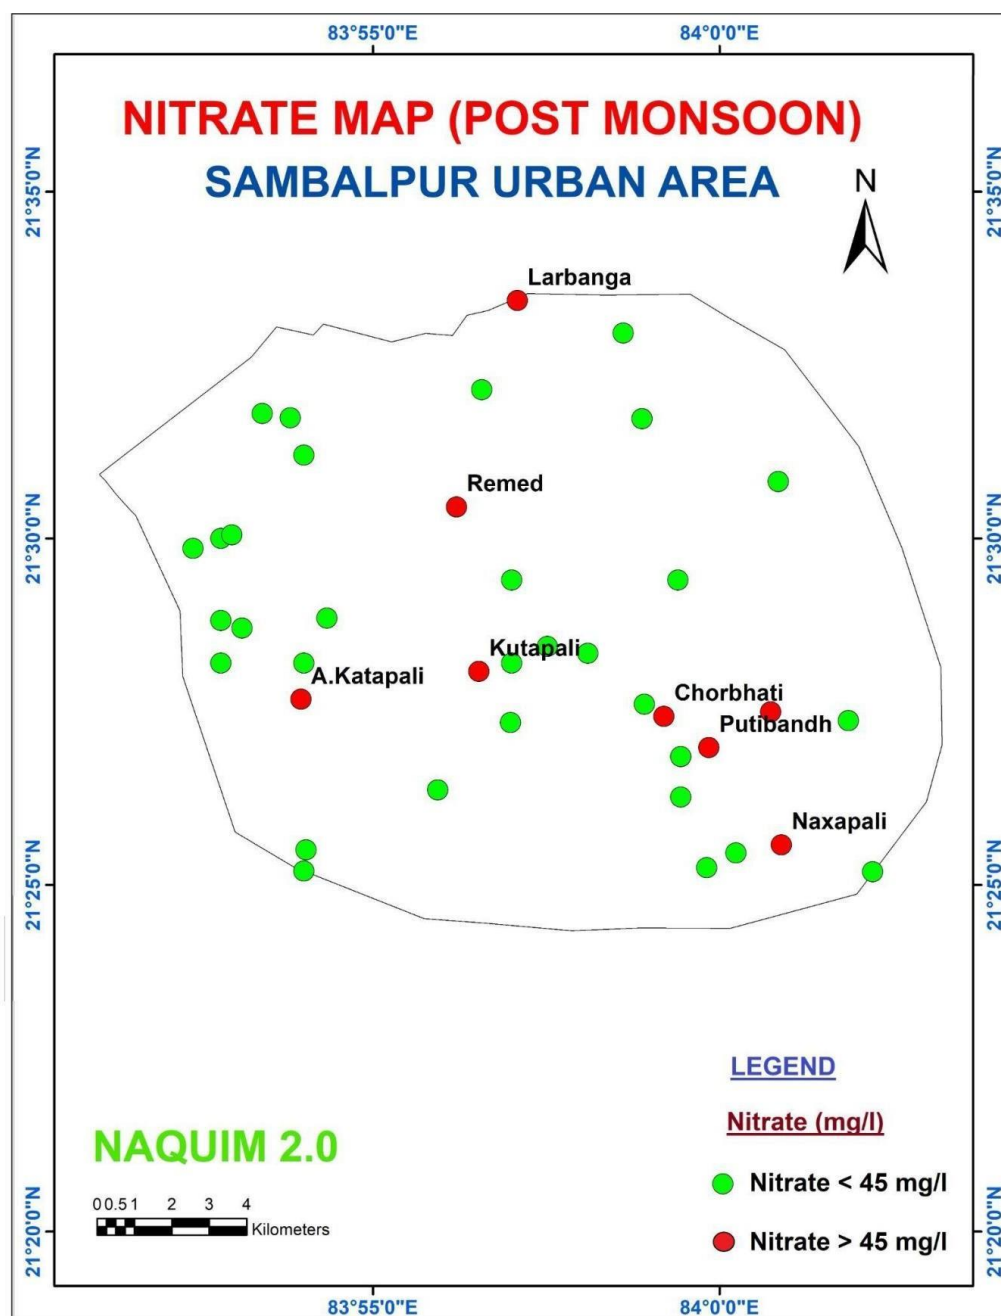 83°55'0"E 84°0'0"E
NITRATE MAP (POST MONSOON)
SAMBALPUR URBAN AREA
N
21°35'0"N 21°35'0"N
Larbanga
Remed
21°30'0"N 21°30'0"N
Kutapali
A.Katapali
Chorbhati
Putibandh
Naxapali
21°25'0"N 21°25'0"N
LEGEND
Nitrate (mg/l)
NAQUIM 2.0
Nitrate < 45 mg/l
0 0.5 1 2 3 4
Kilometers
Nitrate > 45 mg/l
21°20'0"N 21°20'0"N
83°55'0"E 84°0'0"E